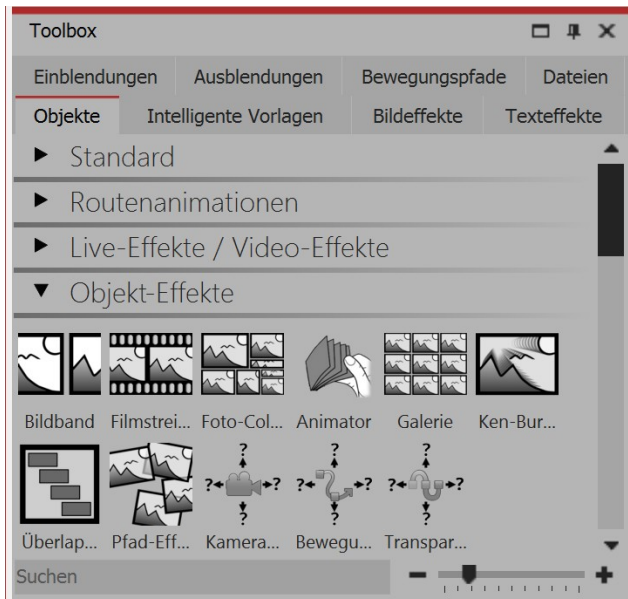 Toolbox
Einblendungen Ausblendungen Bewegungspfade Dateien
Objekte Intelligente Vorlagen Bildeffekte Texteffekte
Standard
Routenanimationen
Live-Effekte / Video-Effekte
Objekt-Effekte
Bildband Filmstrei... Foto-Col... Animator Galerie Ken-Bur...
? ? ?
? ? ? ? ? ?
? ? ?
Überlap... Pfad-Eff... Kamera... Bewegu... Transpar...
Suchen